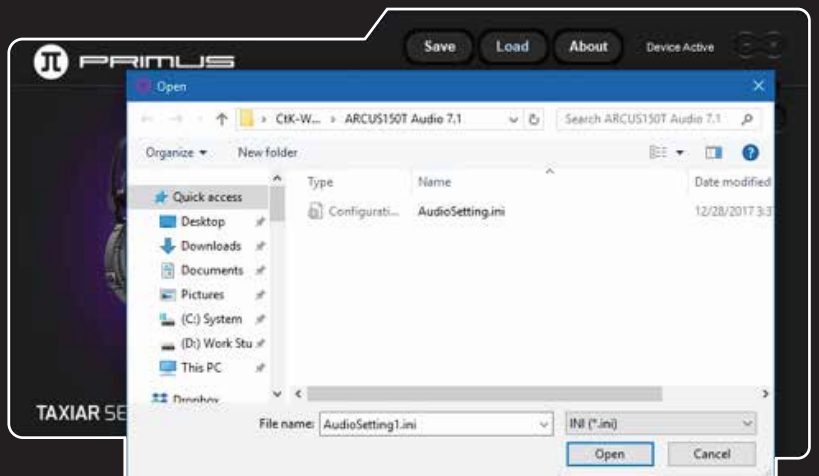 PRIMUS
Save Load About Device Active
Open
CtK-W... > ARCUS150T Audio 7.1
Search ARCUS150T Audio 7.1
Organize
New folder
Type Name Date modified
Configurati... AudioSetting.ini 12/28/2017 3:3
Quick access
Desktop
Downloads
Documents
Pictures
(C:) System
(D:) Work Stu
This PC
Dropbox
TAXIAR SE
File name: AudioSetting1.ini INI (*.ini)
Open Cancel